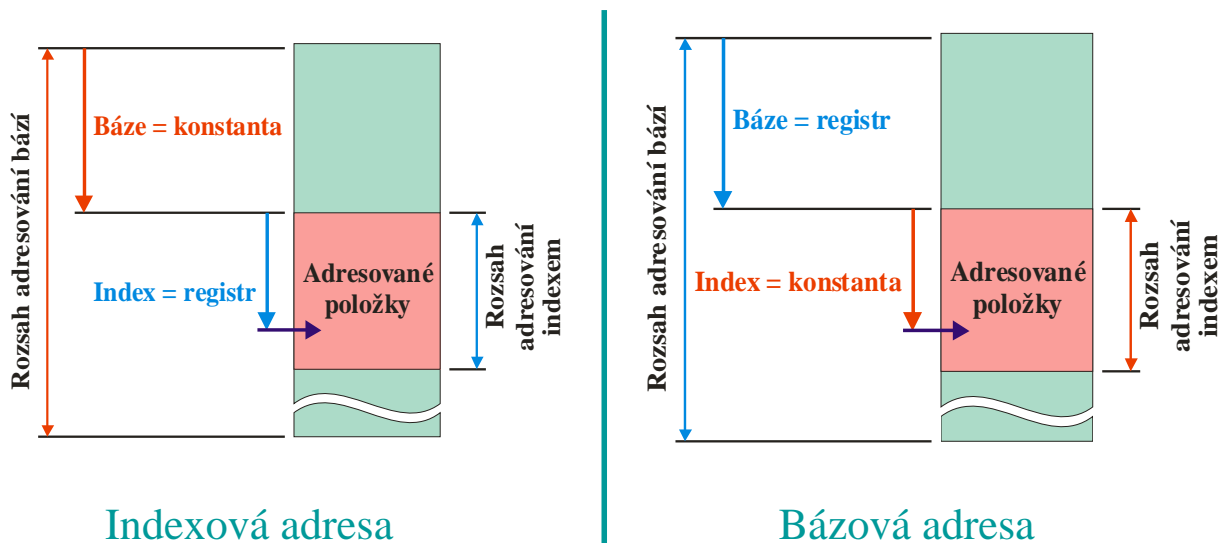 Rozsah adresování bází
Báze = konstanta
Index = registr
Adresované
položky
Rozsah
adresování
indexem
Indexová adresa
Rozsah adresování bází
Báze = registr
Index = konstanta
Adresované
položky
Rozsah
adresování
indexem
Bázová adresa